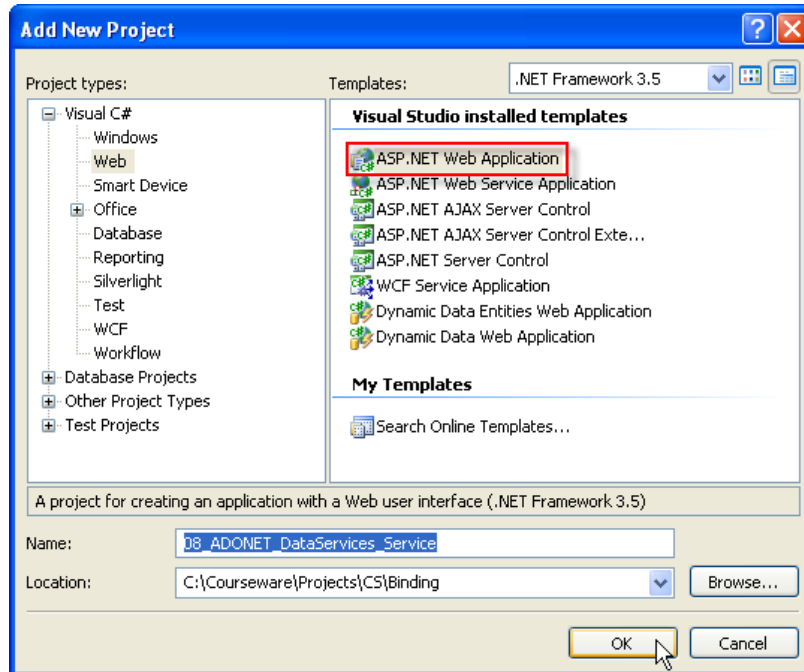 Add New Project
Project types:
Templates:
.NET Framework 3.5
Visual C#
Windows
Web
Smart Device
Office
Database
Reporting
Silverlight
Test
WCF
Workflow
Database Projects
Other Project Types
Test Projects
Visual Studio installed templates
ASP.NET Web Application
ASP.NET Web Service Application
ASP.NET AJAX Server Control
ASP.NET AJAX Server Control Exte...
ASP.NET Server Control
WCF Service Application
Dynamic Data Entities Web Application
Dynamic Data Web Application
My Templates
Search Online Templates...
A project for creating an application with a Web user interface (.NET Framework 3.5)
Name:
08_ADONET_DataServices_Service
Location:
C:\Courseware\Projects\CS\Binding
Browse...
OK
Cancel